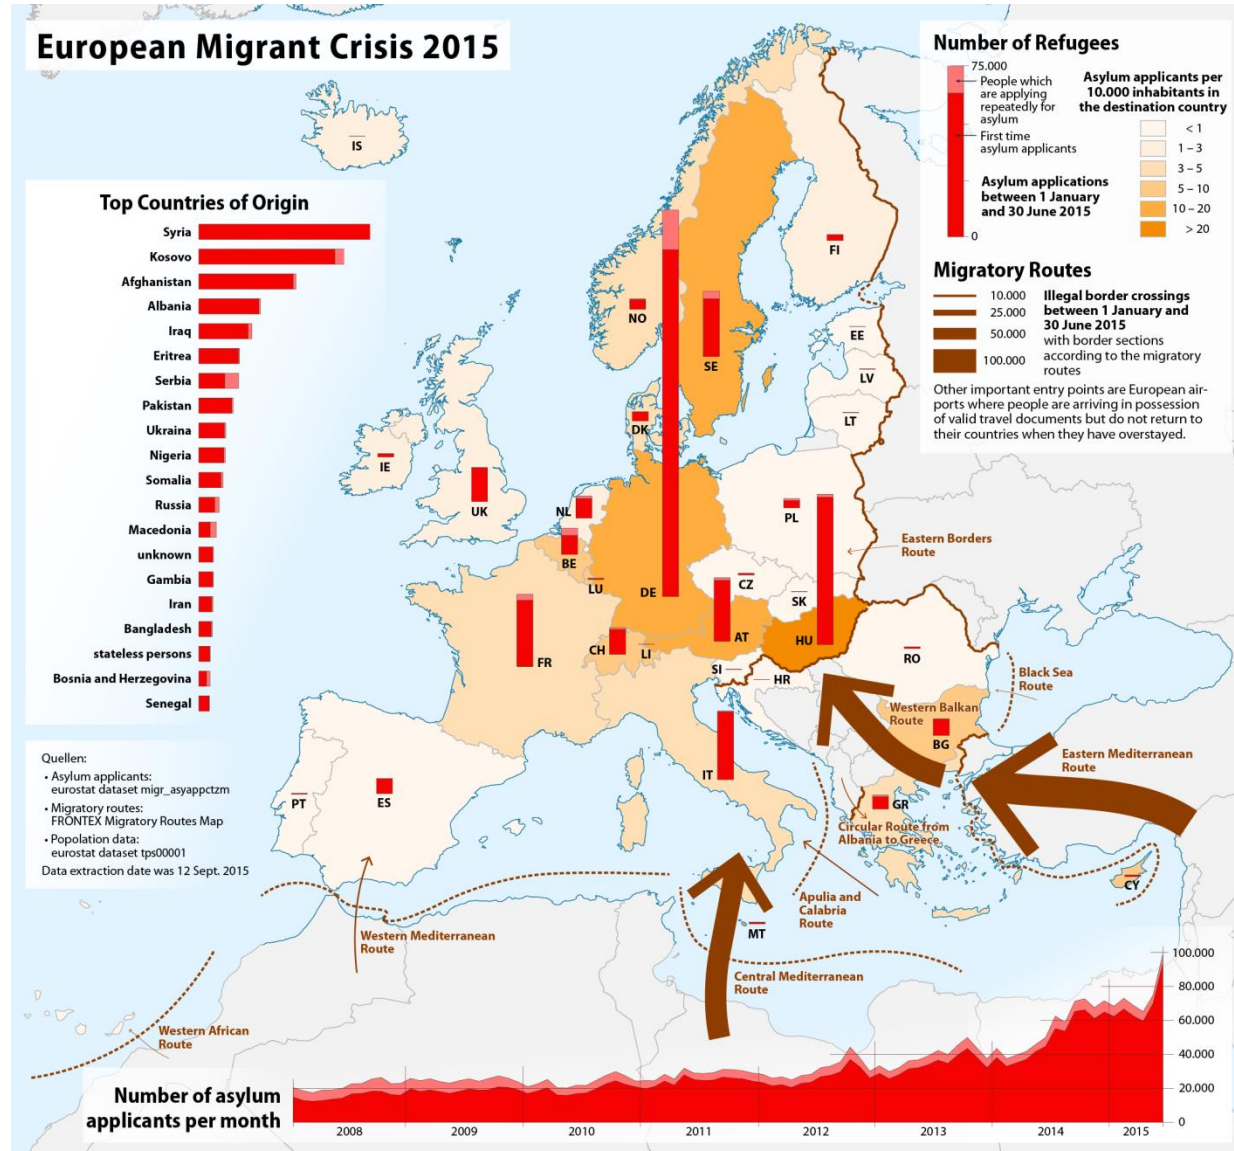 European Migrant Crisis 2015
Number of Refugees
75.000
People which
are applying
repeatedly for
asylum
First time
asylum applicants
Asylum applications
between 1 January
and 30 June 2015
0
Asylum applicants per
10.000 inhabitants in
the destination country
< 1
1 – 3
3 – 5
5 – 10
10 – 20
> 20
Migratory Routes
10.000
25.000
50.000
100.000
Illegal border crossings
between 1 January and
30 June 2015
with border sections
according to the migratory
routes
Other important entry points are European air-
ports where people are arriving in possession
of valid travel documents but do not return to
their countries when they have overstayed.
Top Countries of Origin
Syria
Kosovo
Afghanistan
Albania
Iraq
Eritrea
Serbia
Pakistan
Ukraina
Nigeria
Somalia
Russia
Macedonia
unknown
Gambia
Iran
Bangladesh
stateless persons
Bosnia and Herzegovina
Senegal
Quellen:
• Asylum applicants:
eurostat dataset migr_asyappctzm
• Migratory routes:
FRONTEX Migratory Routes Map
• Popolation data:
eurostat dataset tps00001
Data extraction date was 12 Sept. 2015
IS
FI
NO
SE
EE
LV
LT
DK
IE
UK
NL
BE
LU
DE
PL
CZ
SK
AT
HU
CH
LI
FR
SI
HR
RO
BG
IT
GR
PT
ES
MT
CY
Eastern Borders
Route
Black Sea
Route
Western Balkan
Route
Eastern Mediterranean
Route
Circular Route from
Albania to Greece
Apulia and
Calabria
Route
Central Mediterranean
Route
Western Mediterranean
Route
Western African
Route
Number of asylum
applicants per month
100.000
80.000
60.000
40.000
20.000
0
2008
2009
2010
2011
2012
2013
2014
2015